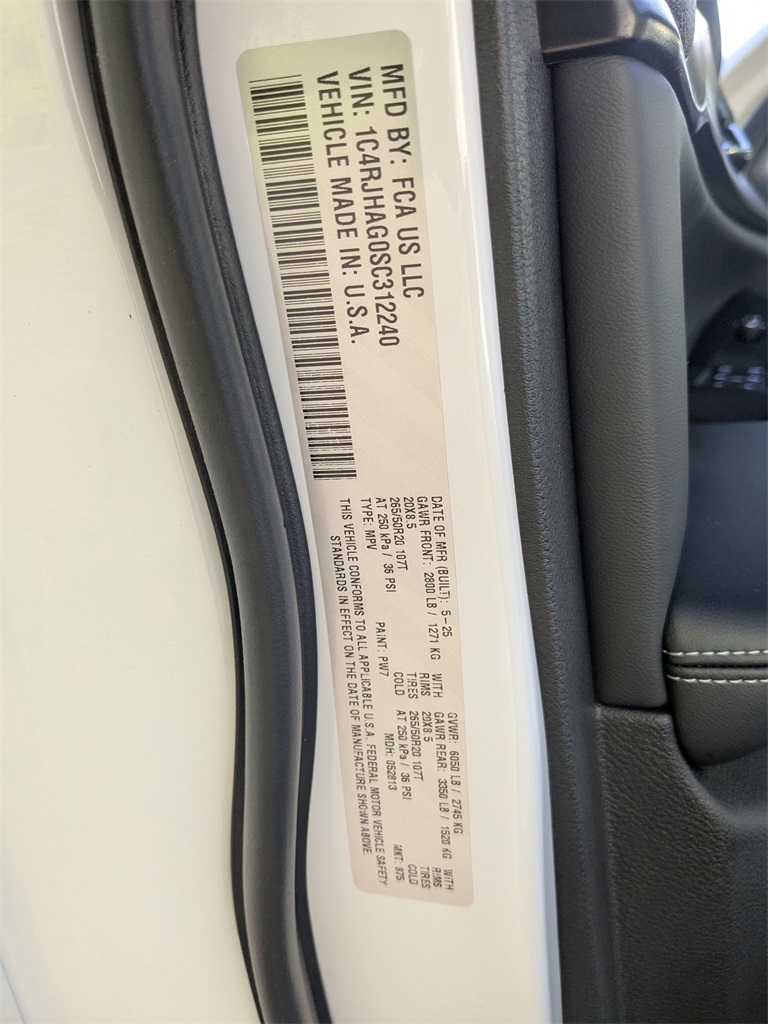 MFD BY: FCA US LLC
VIN: 1C4RJHAG0SC312240
VEHICLE MADE IN: U.S.A.
DATE OF MFR (BUILT): 5-25 GVWR: 6050 LB / 2745 KG
GAWR FRONT: 2800 LB / 1271 KG WITH GAWR REAR: 3350 LB / 1520 KG WITH
20X8.5 RIMS 20X8.5 RIMS
265/50R20 107T TIRES 265/50R20 107T TIRES
AT 250 kPa / 36 PSI COLD AT 250 kPa / 36 PSI COLD
TYPE: MPV PAINT: PW7 MDH: 052813 MKT: 875
THIS VEHICLE CONFORMS TO ALL APPLICABLE U.S.A. FEDERAL MOTOR VEHICLE SAFETY
STANDARDS IN EFFECT ON THE DATE OF MANUFACTURE SHOWN ABOVE.